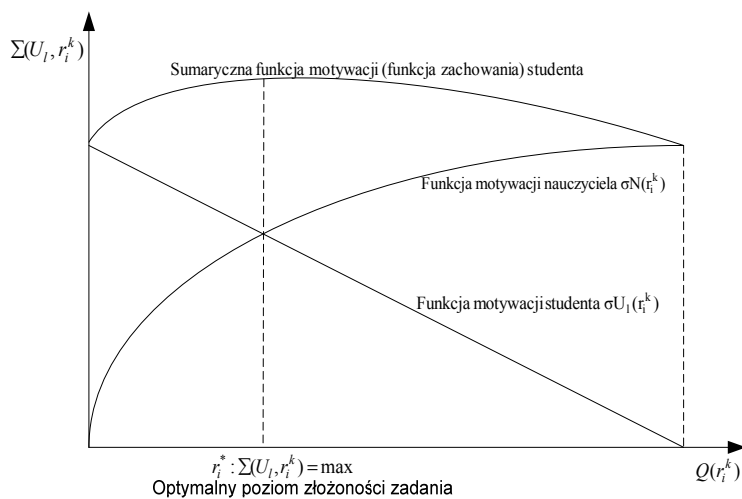 Σ(U_l, r_i^k)
Sumaryczna funkcja motywacji (funkcja zachowania) studenta
Funkcja motywacji nauczyciela σN(r_i^k)
Funkcja motywacji studenta σU_l(r_i^k)
r_i^* : Σ(U_l, r_i^k) = max
Q(r_i^k)
Optymalny poziom złożoności zadania